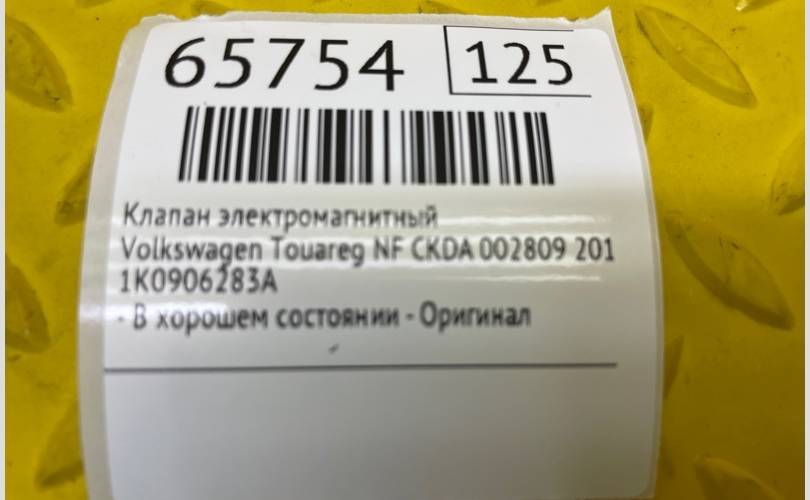 65754 125
Клапан электромагнитный
Volkswagen Touareg NF CKDA 002809 201
1K0906283A
- В хорошем состоянии - Оригинал